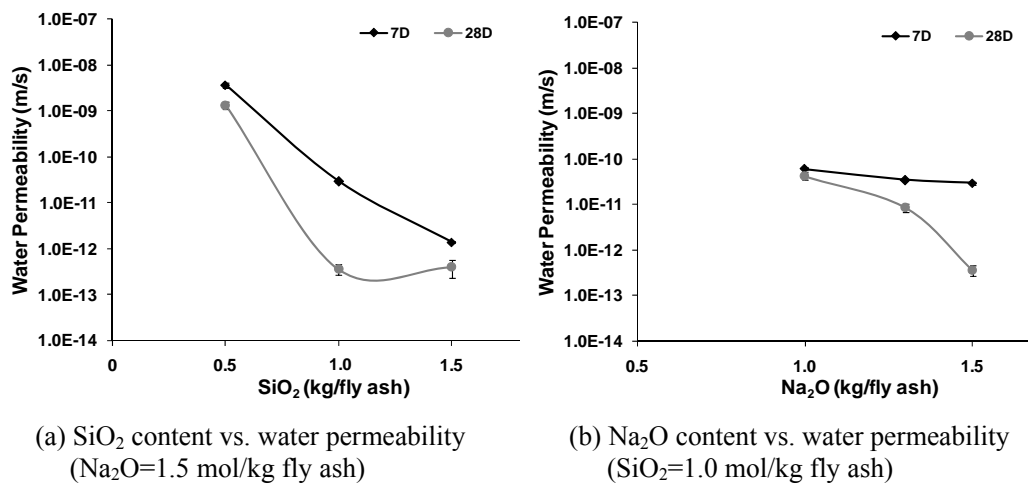 1.0E-07
1.0E-08
1.0E-09
1.0E-10
1.0E-11
1.0E-12
1.0E-13
1.0E-14
Water Permeability (m/s)
7D 28D
0 0.5 1.0 1.5
SiO₂ (kg/fly ash)
(a) SiO₂ content vs. water permeability
(Na₂O=1.5 mol/kg fly ash)
1.0E-07
1.0E-08
1.0E-09
1.0E-10
1.0E-11
1.0E-12
1.0E-13
1.0E-14
Water Permeability (m/s)
7D 28D
0.5 1.0 1.5
Na₂O (kg/fly ash)
(b) Na₂O content vs. water permeability
(SiO₂=1.0 mol/kg fly ash)